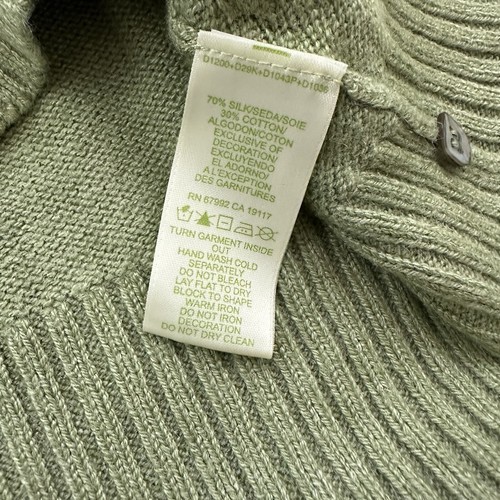 D1200+D29K+D1043P+D1036
70% SILK/SEDA/SOIE
30% COTTON/
ALGODON/COTON
EXCLUSIVE OF
DECORATION/
EXCLUYENDO
EL ADORNO/
A L'EXCEPTION
DES GARNITURES
RN 67992 CA 19117
TURN GARMENT INSIDE
OUT
HAND WASH COLD
SEPARATELY
DO NOT BLEACH
LAY FLAT TO DRY
BLOCK TO SHAPE
WARM IRON,
DO NOT IRON
DECORATION
DO NOT DRY CLEAN